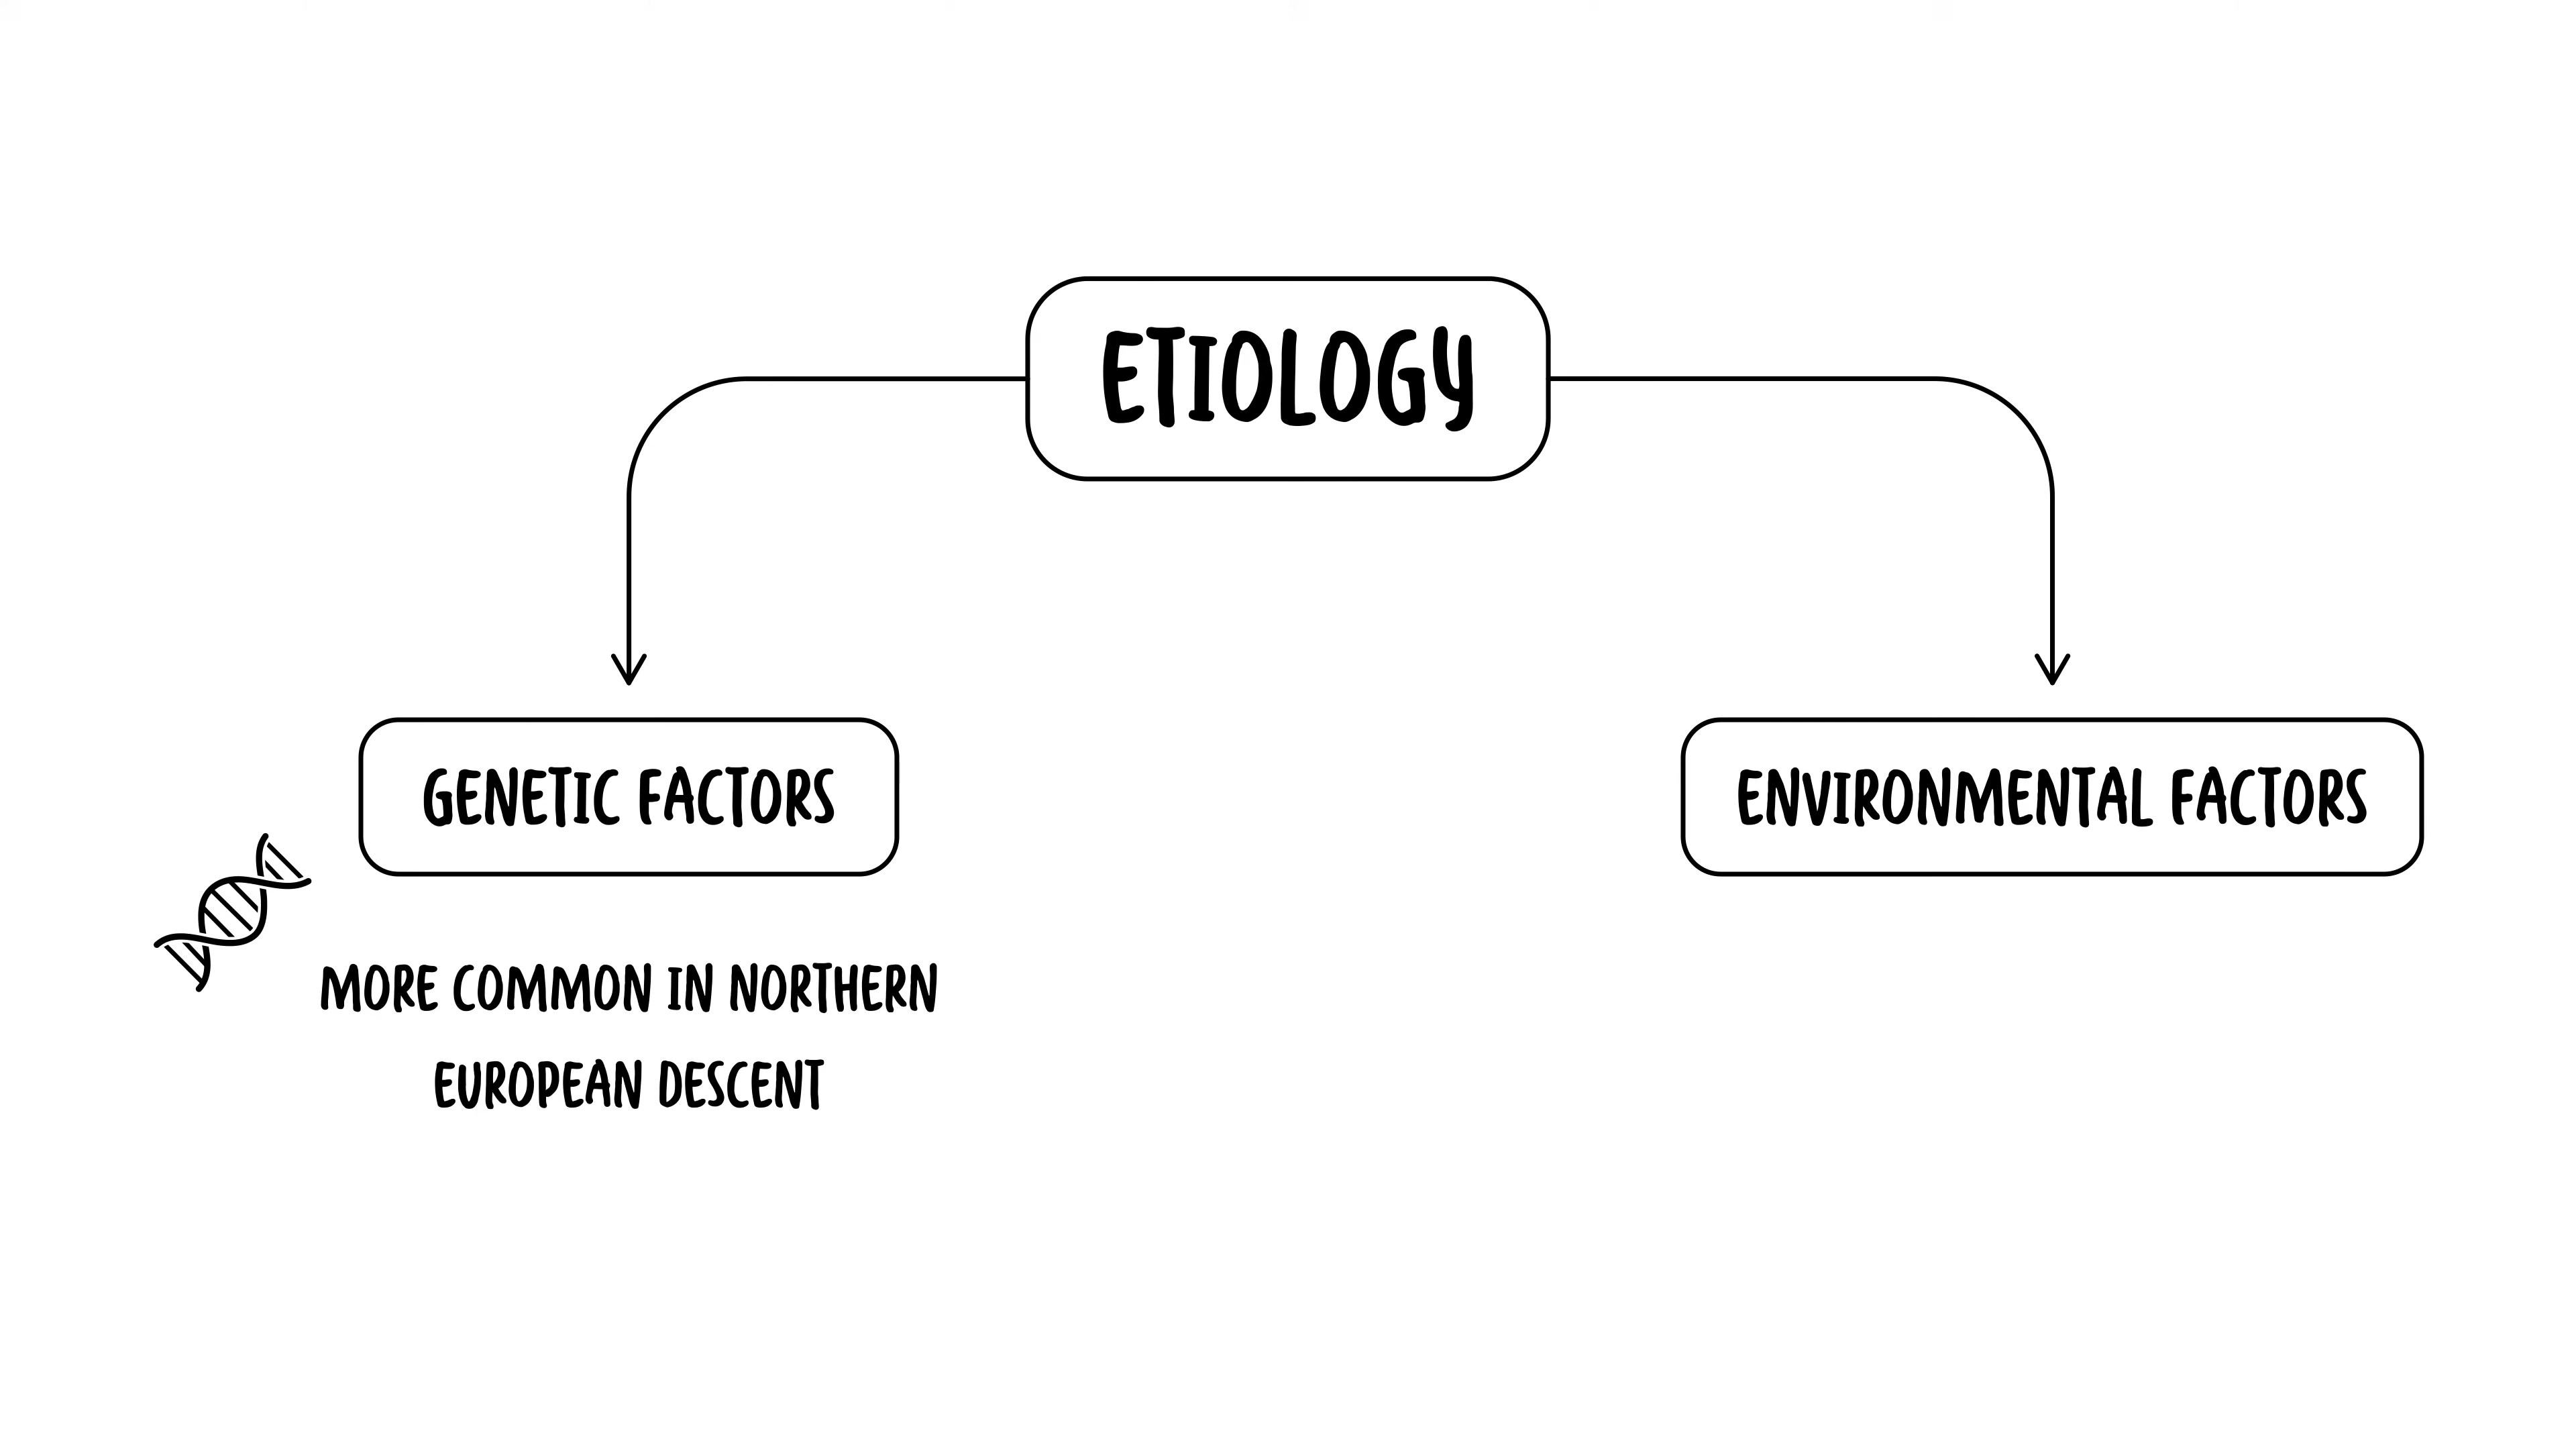 ETIOLOGY
GENETIC FACTORS
ENVIRONMENTAL FACTORS
MORE COMMON IN NORTHERN
EUROPEAN DESCENT